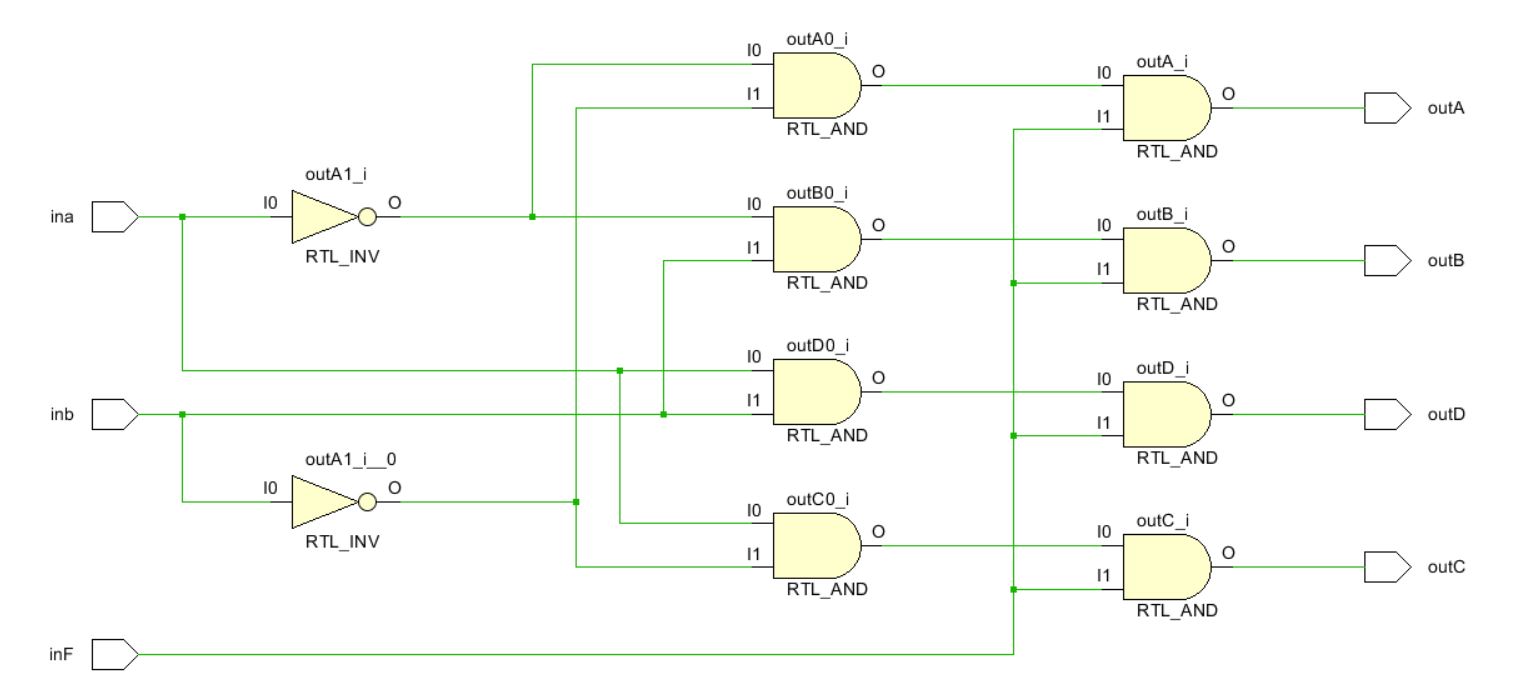 outA0_i
I0
O
I1
RTL_AND
outA_i
I0
O
I1
RTL_AND
outA
outA1_i
ina
I0
O
RTL_INV
outB0_i
I0
O
I1
RTL_AND
outB_i
I0
O
I1
RTL_AND
outB
outD0_i
I0
O
I1
RTL_AND
outD_i
I0
O
I1
RTL_AND
outD
inb
outA1_i__0
I0
O
RTL_INV
outC0_i
I0
O
I1
RTL_AND
outC_i
I0
O
I1
RTL_AND
outC
inF